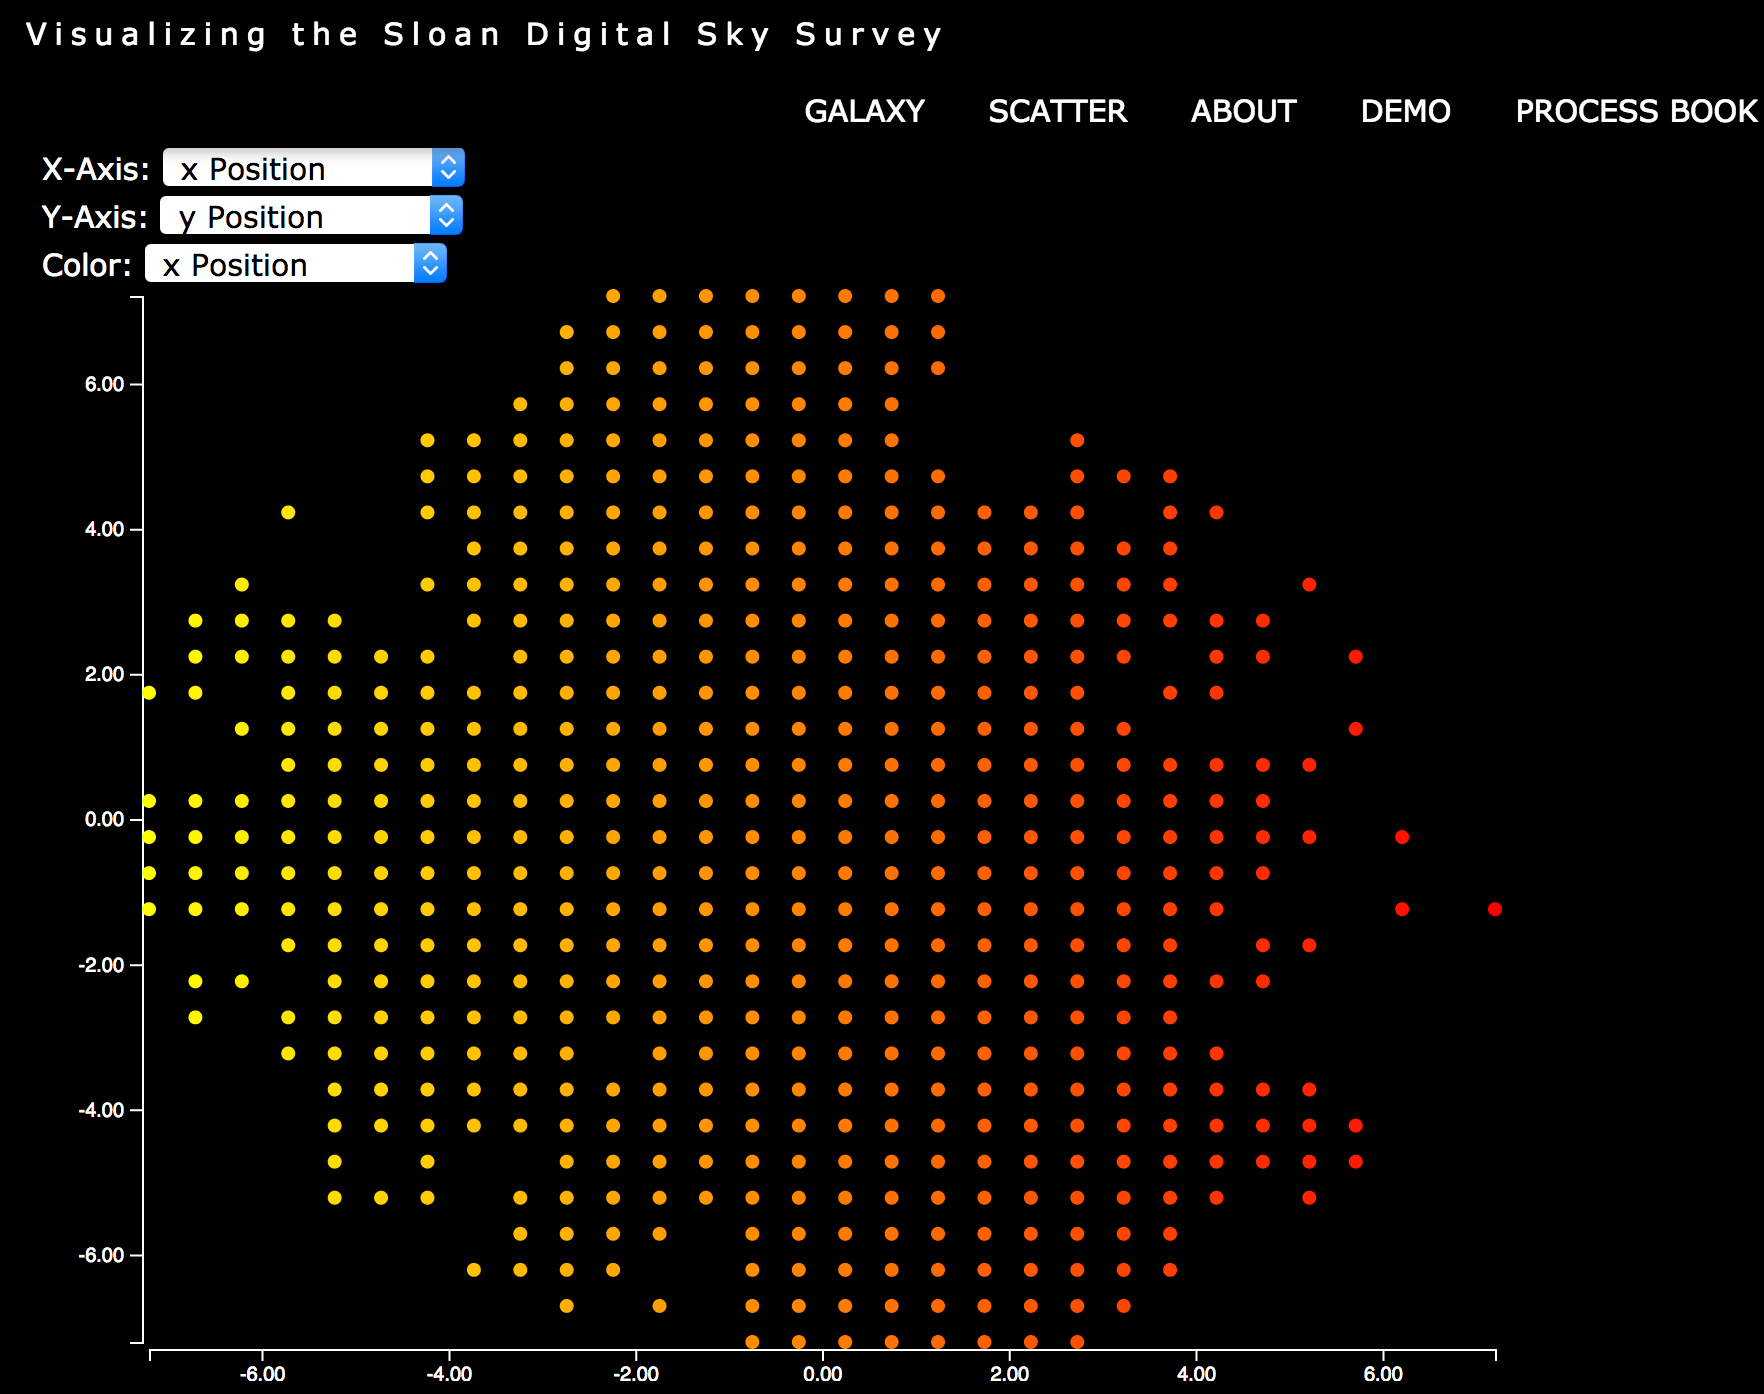 Visualizing the Sloan Digital Sky Survey
GALAXY SCATTER ABOUT DEMO PROCESS BOOK
X-Axis: x Position
Y-Axis: y Position
Color: x Position
6.00
4.00
2.00
0.00
-2.00
-4.00
-6.00
-6.00 -4.00 -2.00 0.00 2.00 4.00 6.00